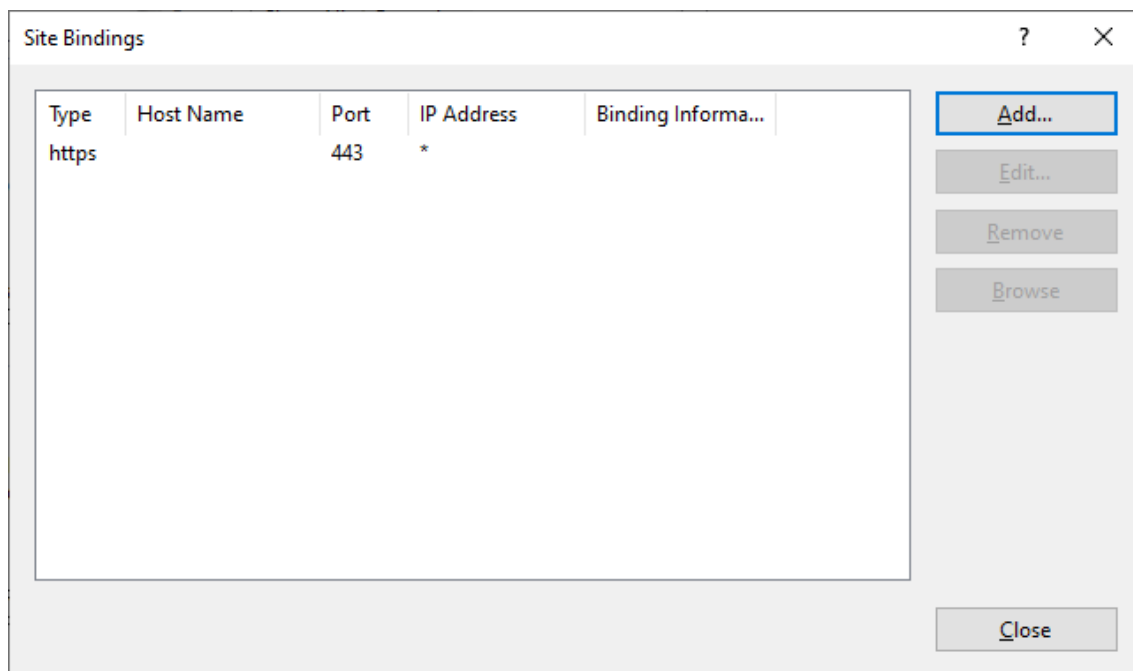 Site Bindings
?
Type Host Name Port IP Address Binding Informa...
https 443 *
Add...
Edit...
Remove
Browse
Close